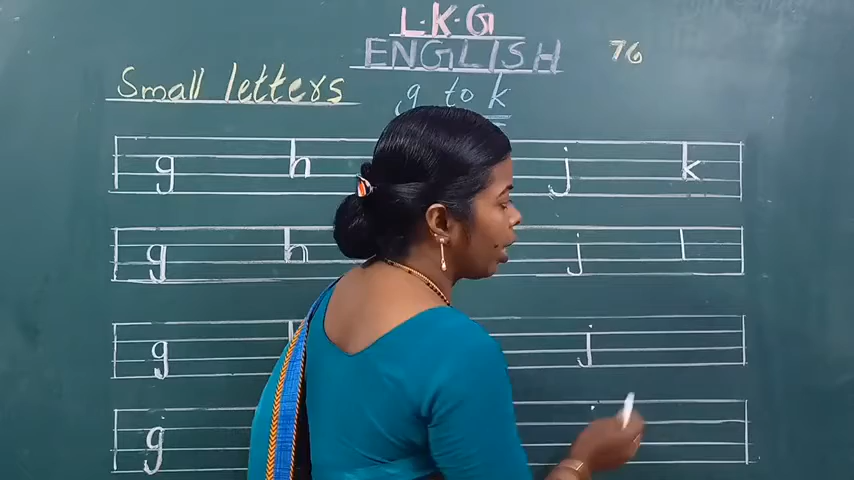 L.K.G
ENGLISH 76
Small letters g to k
g h j k
g h j
g j
g